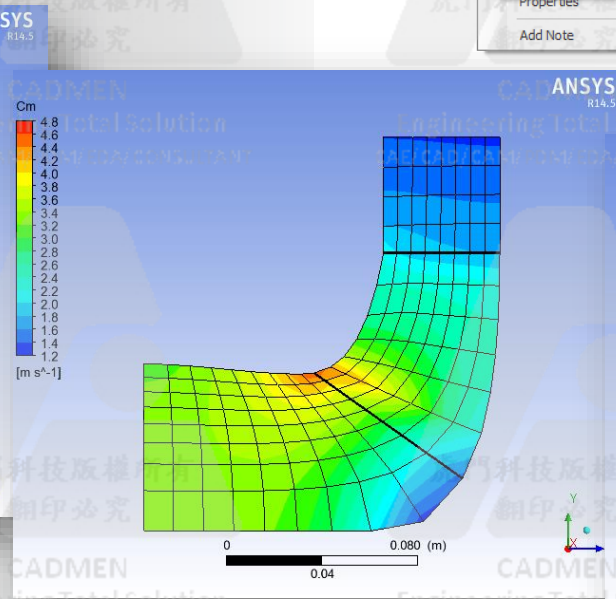 Properties
SYS
R14.5
Add Note
ANSYS
R14.5
Cm
4.8
4.6
4.4
4.2
4.0
3.8
3.6
3.4
3.2
3.0
2.8
2.6
2.4
2.2
2.0
1.8
1.6
1.4
1.2
[m s^-1]
CADMEN
Total Solution
Engineering Total
科技版權所有
翻印必究
0 0.080 (m)
0.04
Y
X
CADMEN
CADMEN